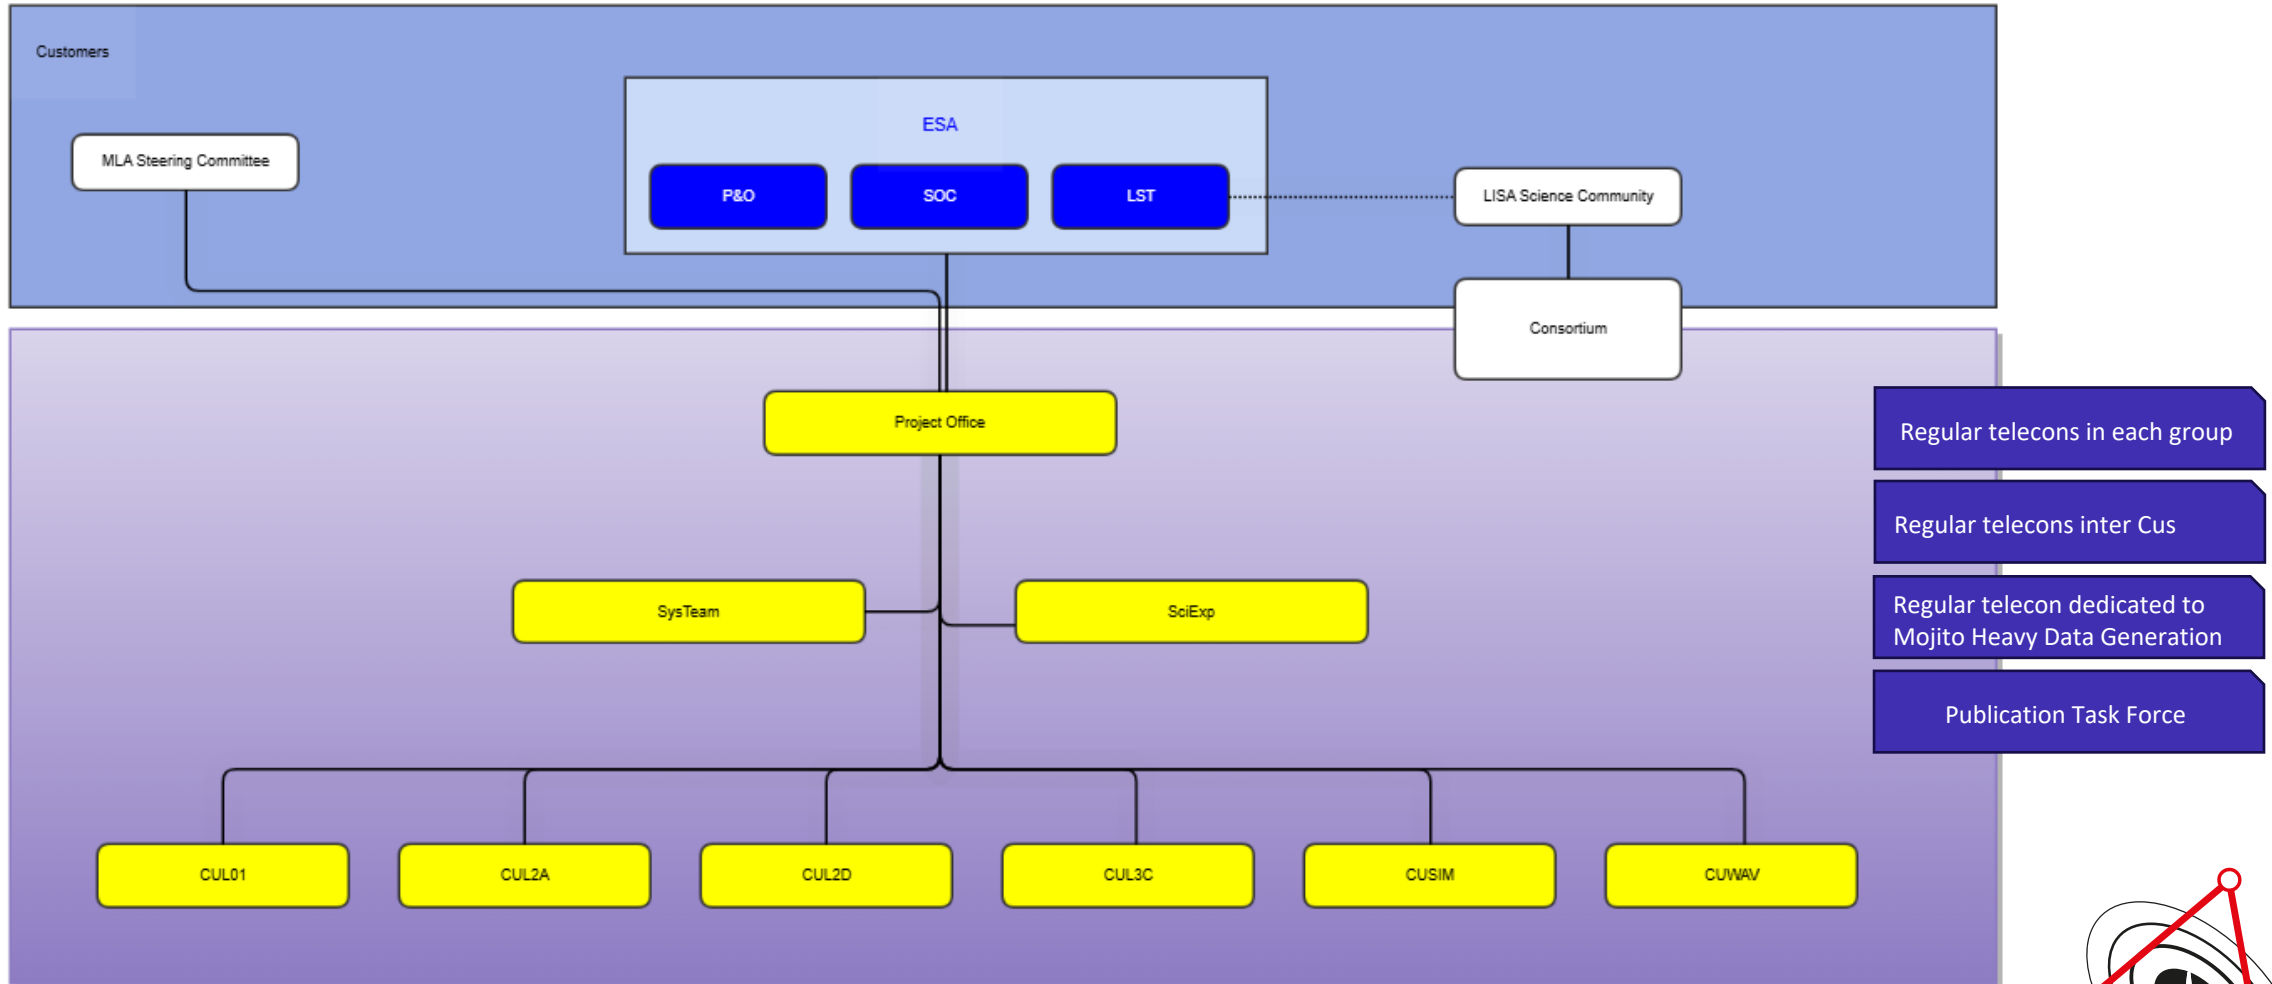 Customers
ESA
MLA Steering Committee
P&O
SOC
LST
LISA Science Community
Consortium
Project Office
Regular telecons in each group
Regular telecons inter Cus
SysTeam
SciExp
Regular telecon dedicated to
Mojito Heavy Data Generation
Publication Task Force
CUL01
CUL2A
CUL2D
CUL3C
CUSIM
CUWAV